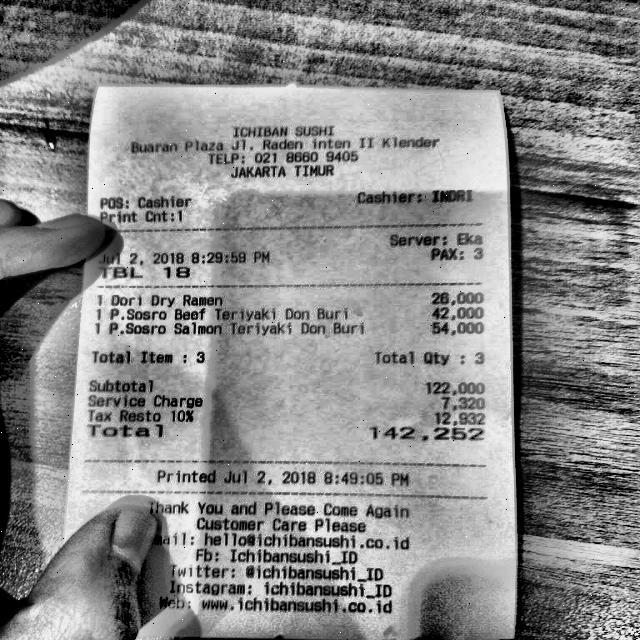 ICHIBAN SUSHI
Buaran Plaza Jl. Raden inten II Klender
TELP: 021 8660 9405
JAKARTA TIMUR
POS: Cashier Cashier: INDRI
Print Cnt:1
Server: Eka
Jul 2, 2018 8:29:59 PM PAX: 3
TBL 18
1 Dori Dry Ramen 26,000
1 P.Sosro Beef Teriyaki Don Buri 42,000
1 P.Sosro Salmon Teriyaki Don Buri 54,000
Total Item : 3 Total Qty : 3
Subtotal 122,000
Service Charge 7,320
Tax Resto 10% 12,932
Total 142,252
Printed Jul 2, 2018 8:49:05 PM
Thank You and Please Come Again
Customer Care Please
ail: hello@ichibansushi.co.id
Fb: Ichibansushi_ID
Twitter: @ichibansushi_ID
Instagram: ichibansushi_ID
Web: www.ichibansushi.co.id